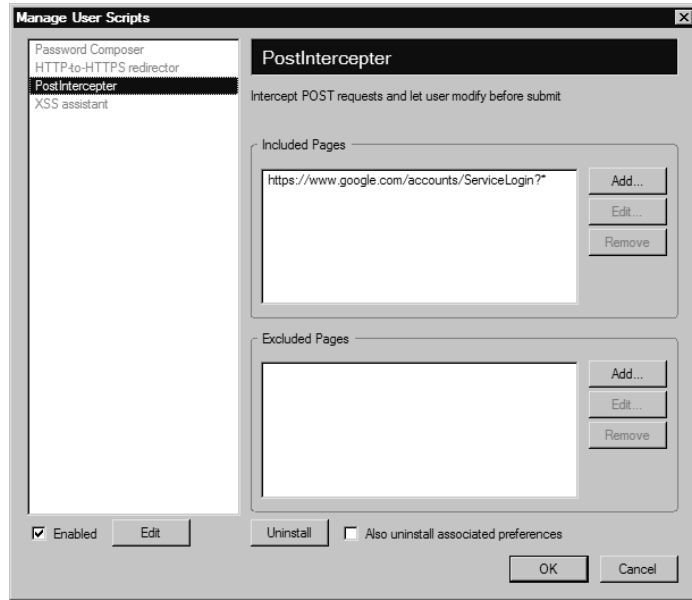 Manage User Scripts
Password Composer
HTTP-to-HTTPS redirector
PostIntercepter
XSS assistant
PostIntercepter
Intercept POST requests and let user modify before submit
Included Pages
https://www.google.com/accounts/ServiceLogin?*
Add...
Edit...
Remove
Excluded Pages
Add...
Edit...
Remove
Enabled
Edit
Uninstall
Also uninstall associated preferences
OK
Cancel